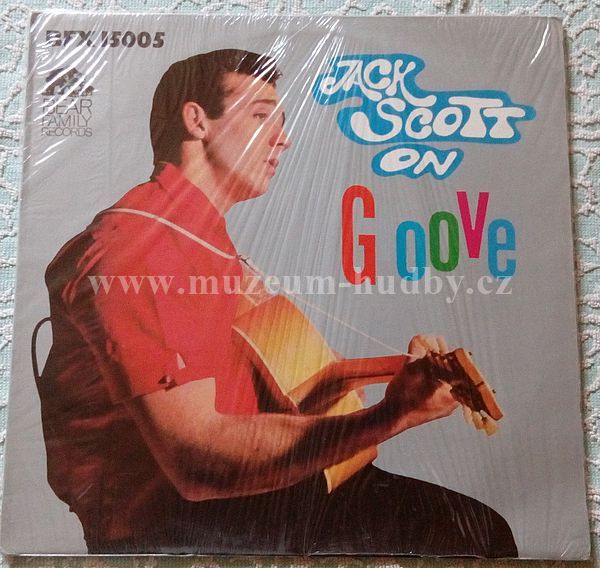 BFX 15005
BEAR
FAMILY
RECORDS
JACK
SCOTT
ON
G oove
www.muzeum-hudby.cz